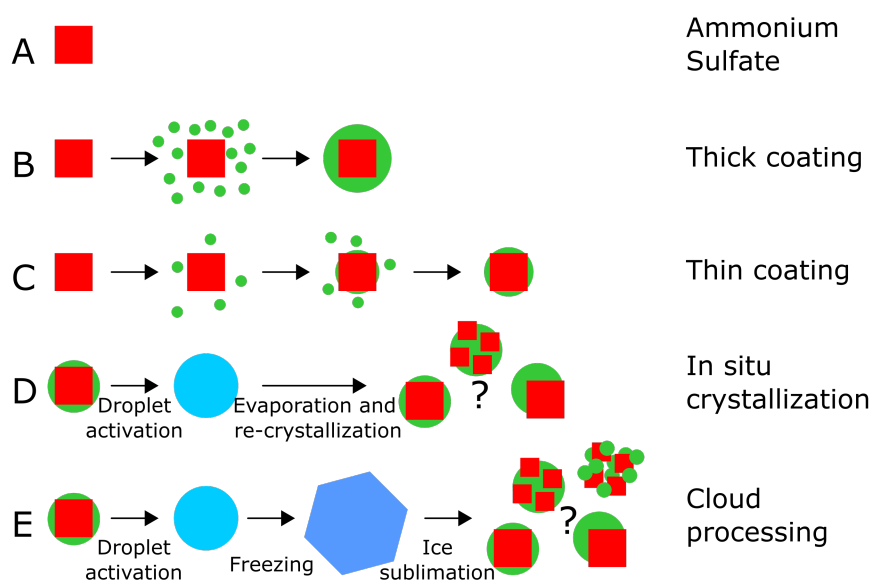 A
Ammonium
Sulfate
B
Thick coating
C
Thin coating
D
Droplet
activation
Evaporation and
re-crystallization
?
In situ
crystallization
E
Droplet
activation
Freezing
Ice
sublimation
?
Cloud
processing